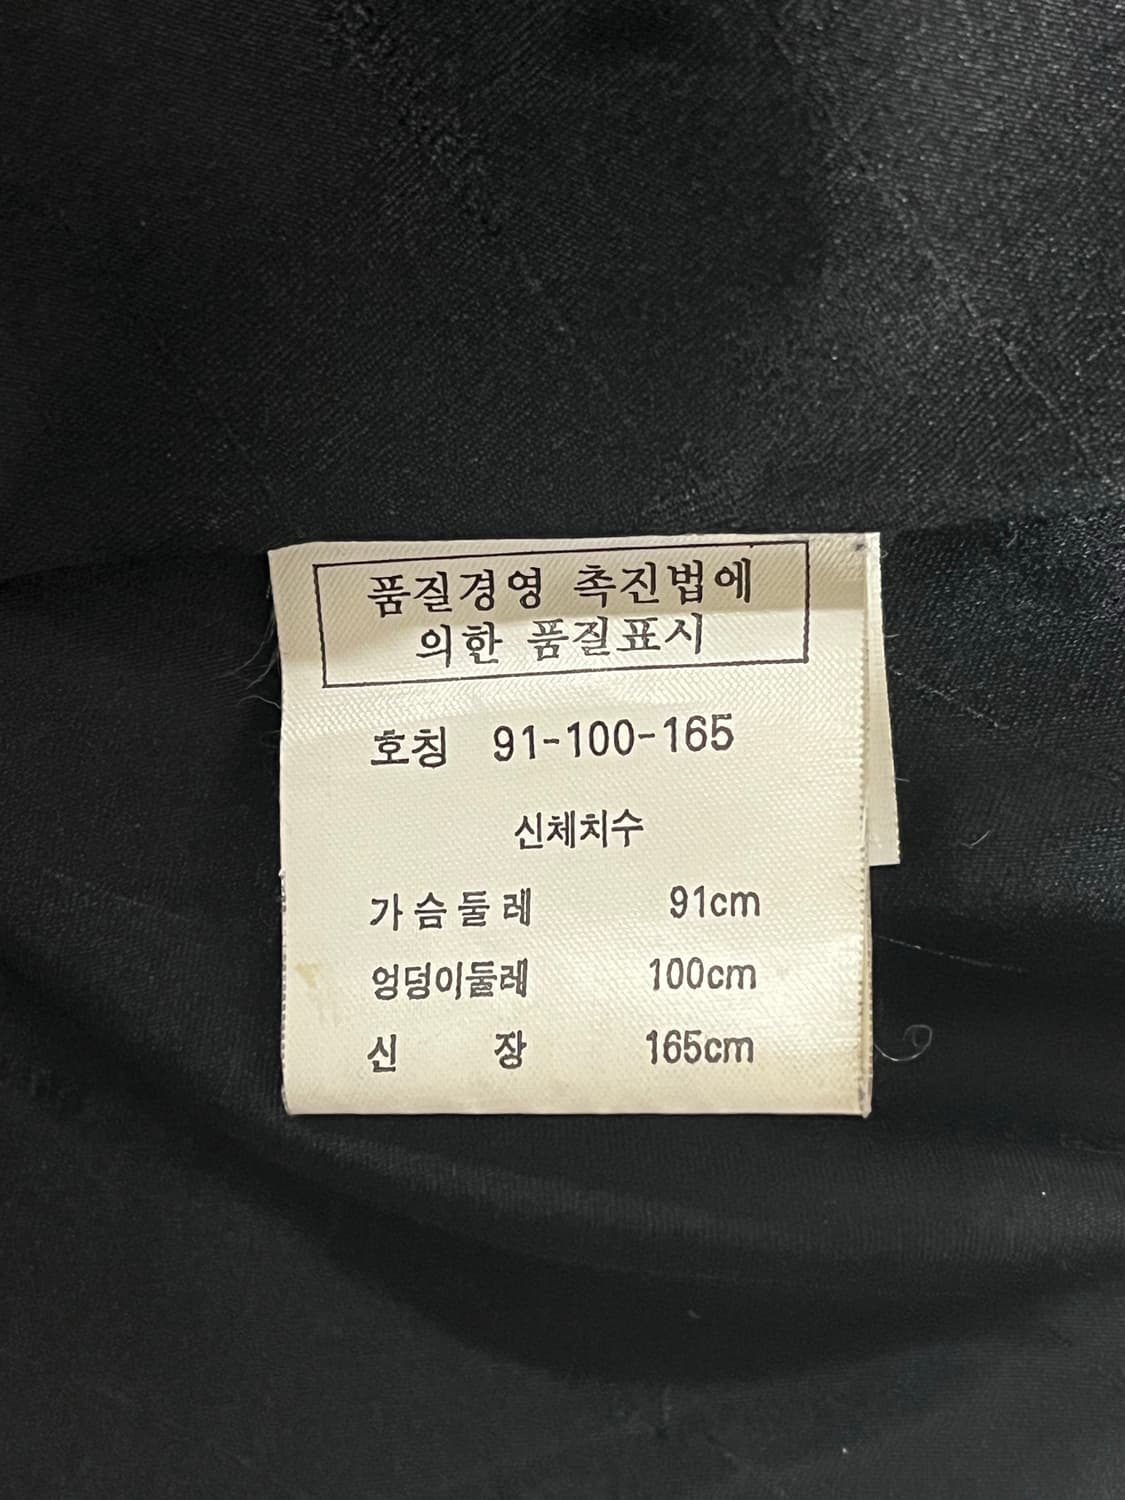 품질경영 촉진법에
의한 품질표시
호칭 91-100-165
신체치수
가슴둘레 91cm
엉덩이둘레 100cm
신 장 165cm